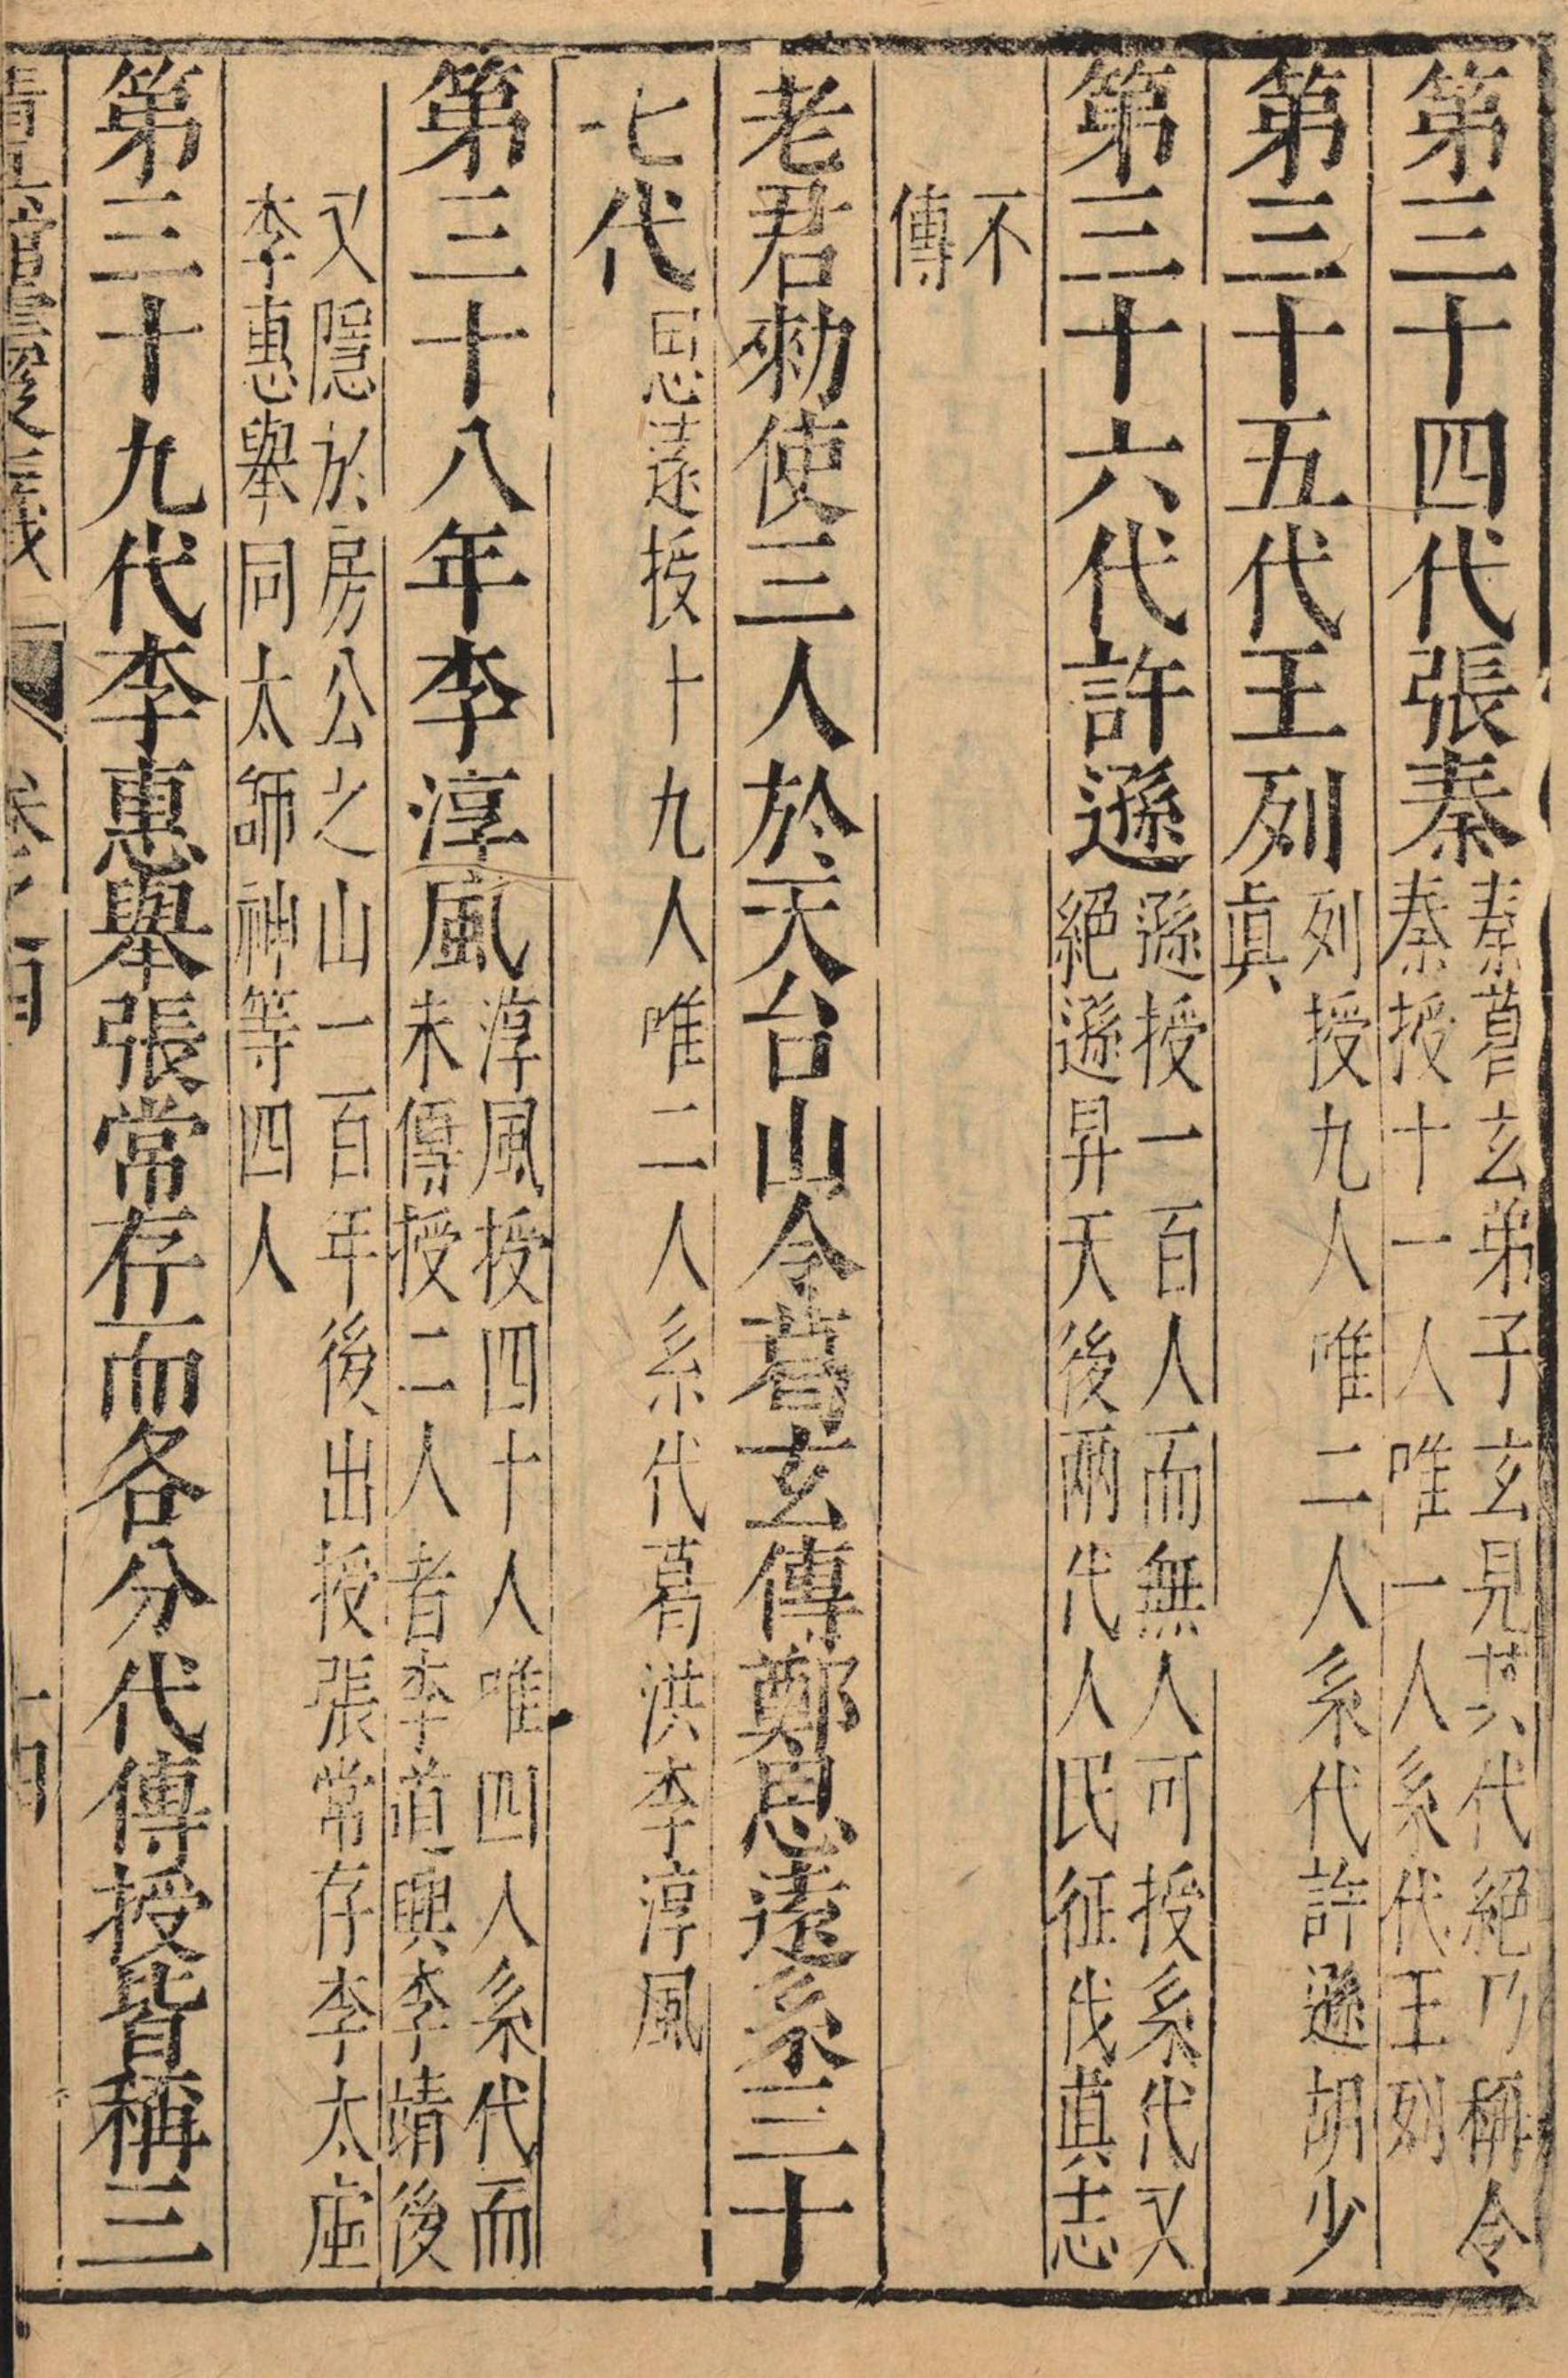 第三十四代張秦秦葛玄弟子玄見其代絕乃稱令
秦授十一人唯一人系代王列
第三十五代王列列授九人唯二人系代許遜胡少
真
第三十六代許遜遜授一百人而無人可授系代又
絕遜昇天後兩代人民征伐真志
不
傳
老君勑使三人於天台山令葛玄傳鄭思遠系三十
七代思遠授十九人唯二人系代葛洪李淳風
第三十八年李淳風淳風授四十人唯四人系代而
未傳授二人者李道興李靖後
又隱於房公之山一百年後出授張常存李太虛
李惠舉同太師神等四人
第三十九代李惠舉張常存而各分代傳授皆稱三